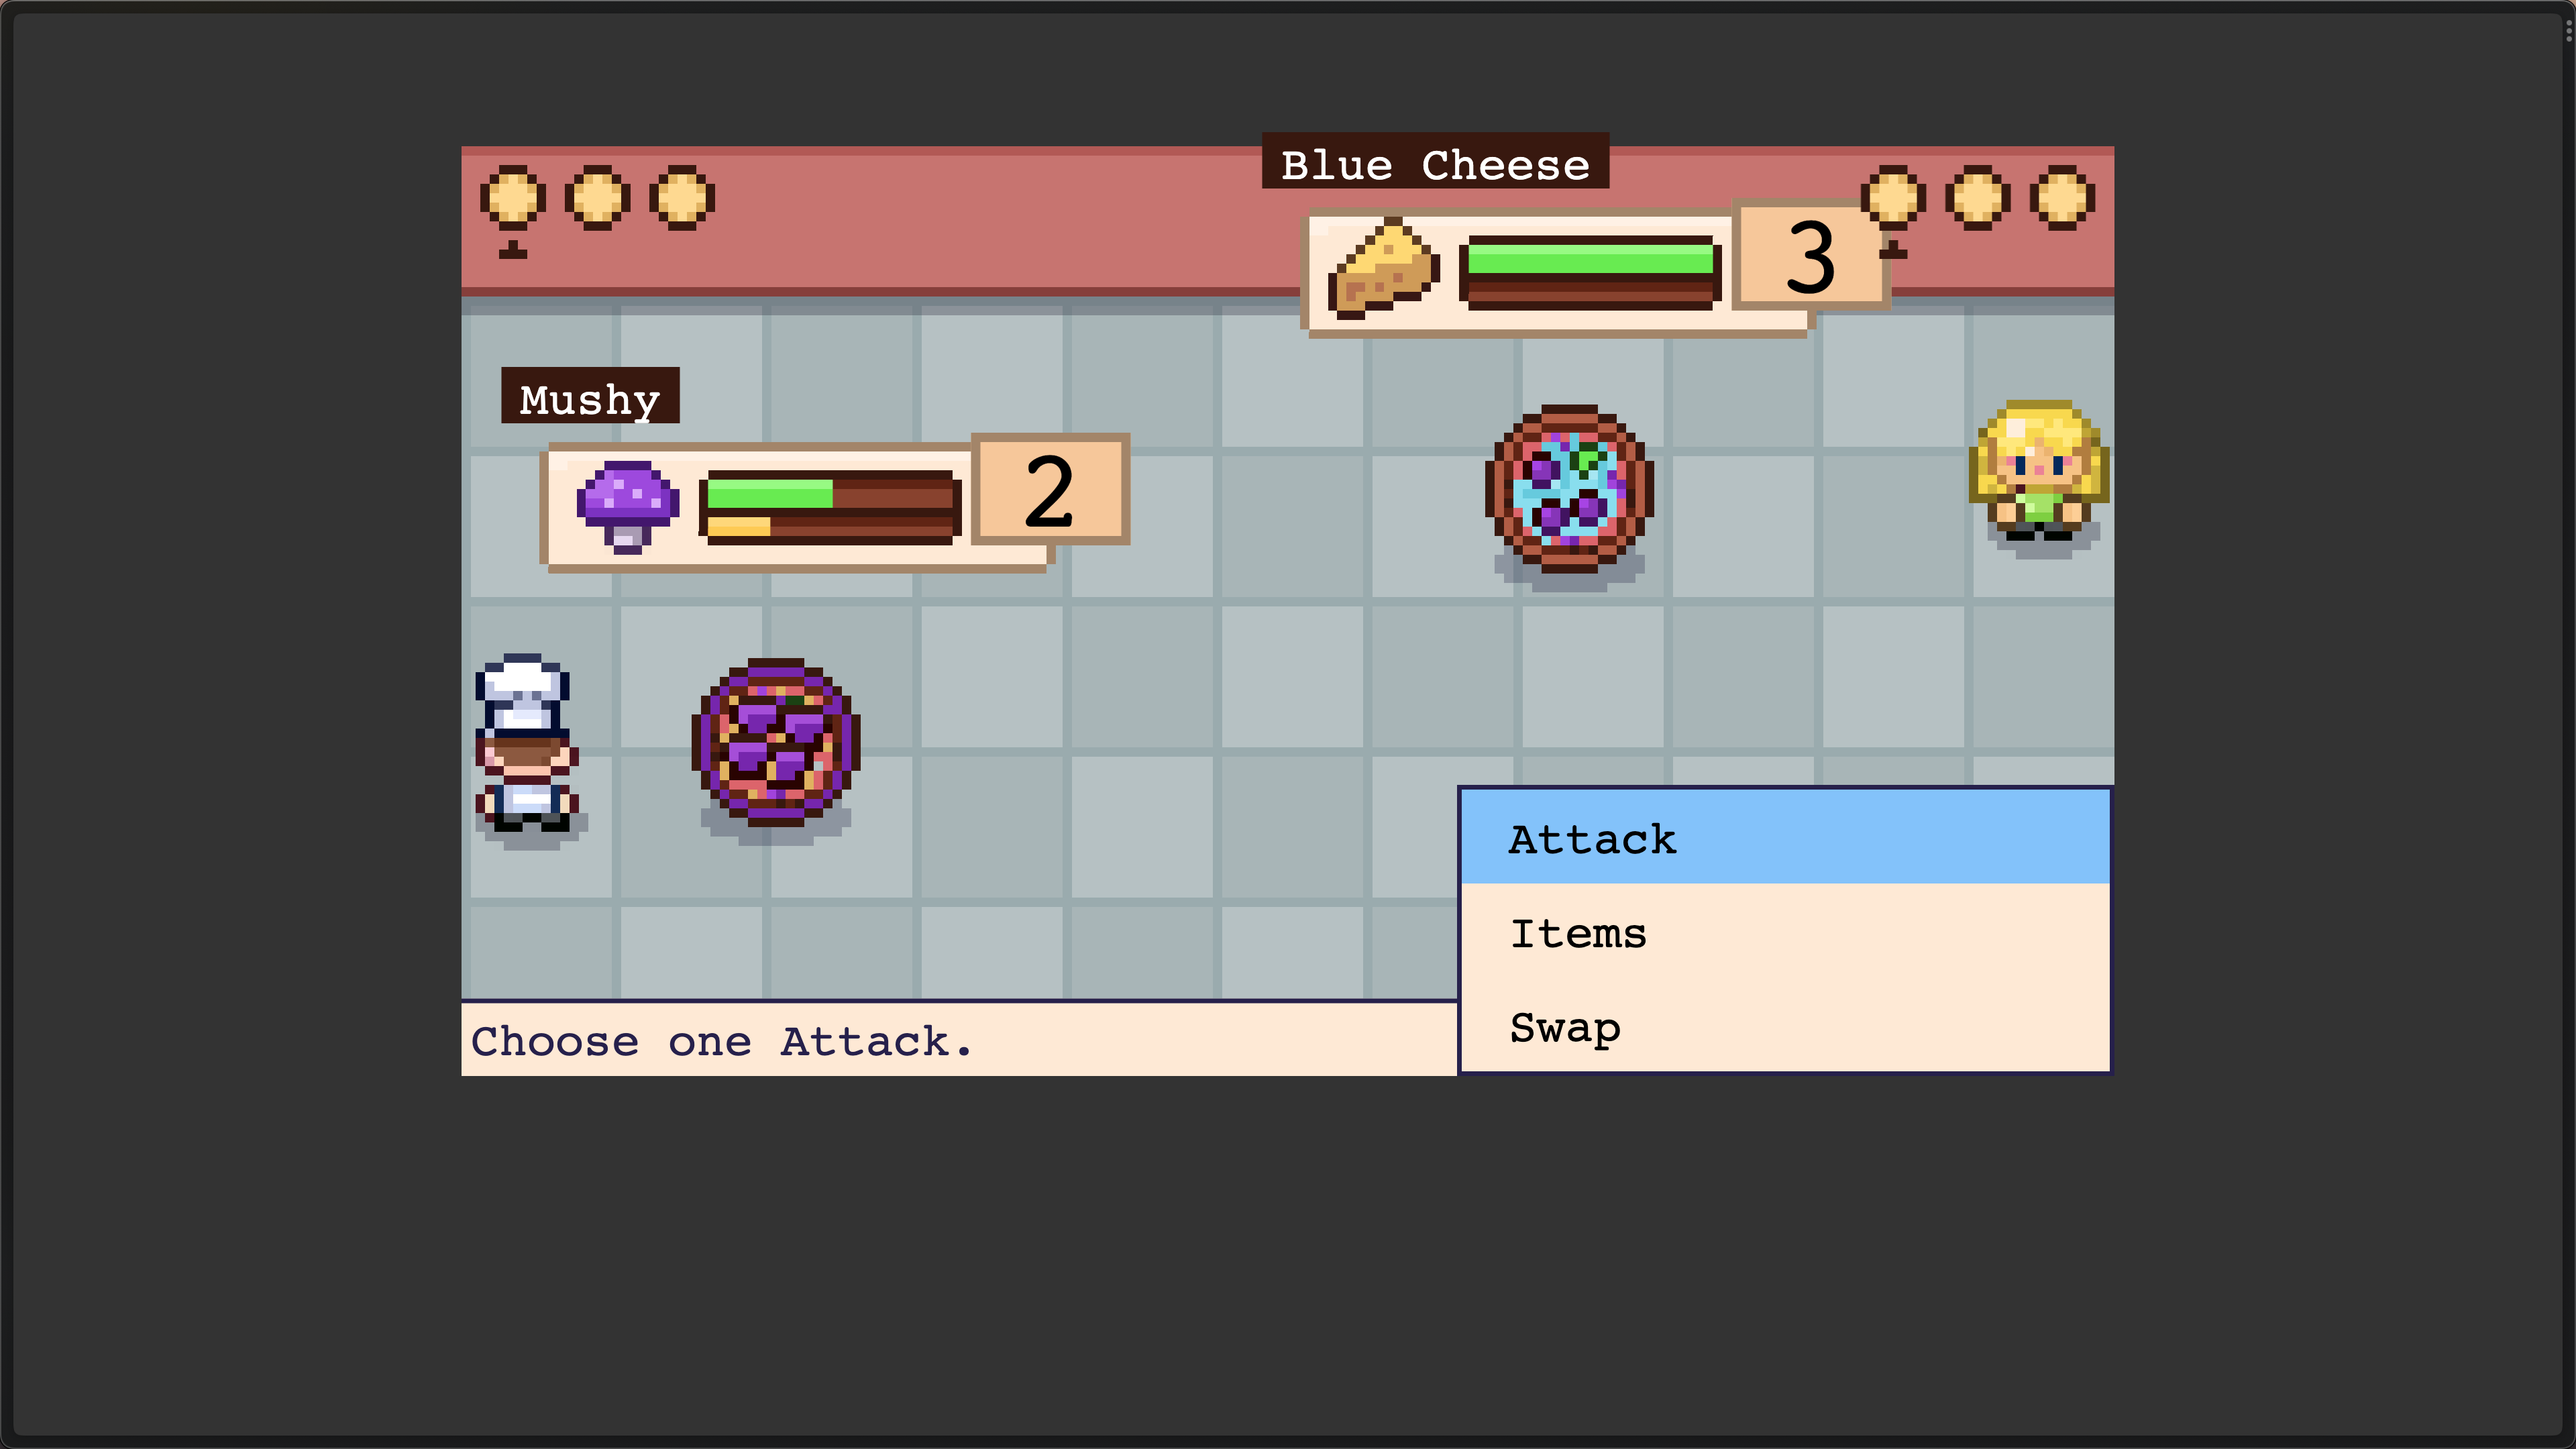 Blue Cheese
3
Mushy
2
Attack
Items
Swap
Choose one Attack.